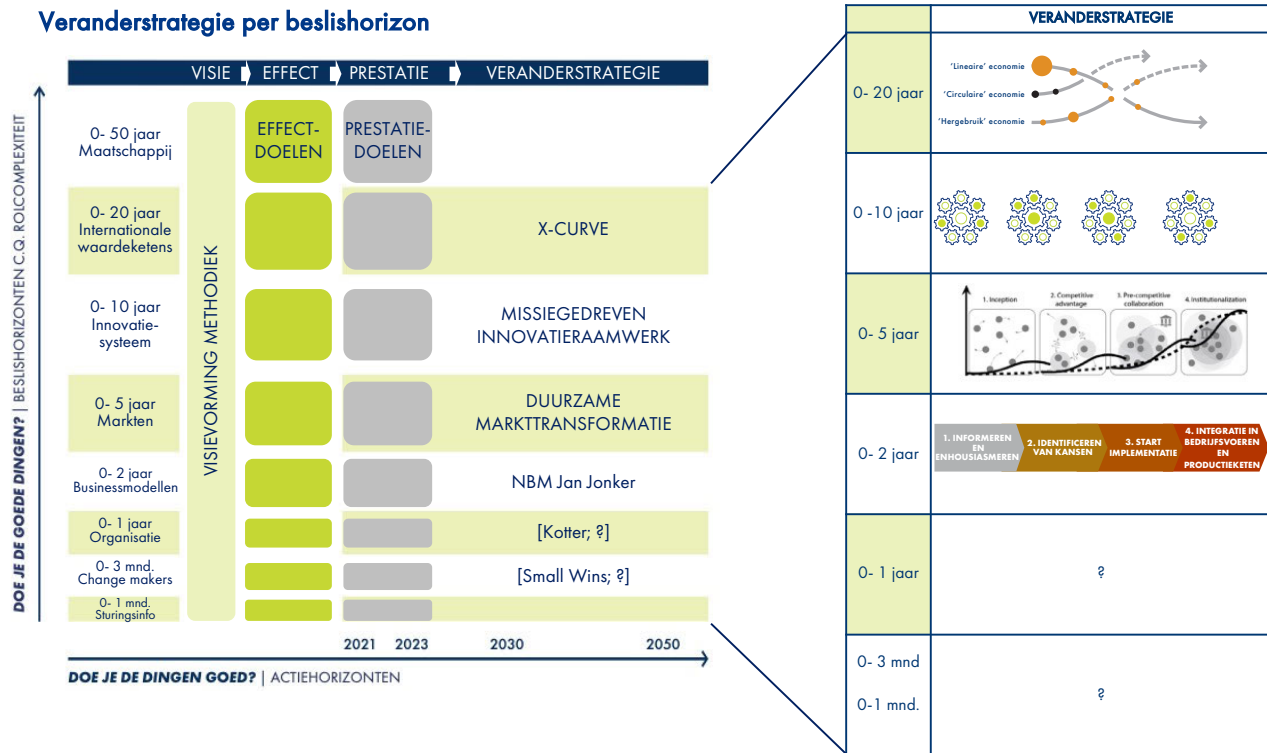 Veranderstrategie per beslishorizon
VISIE
EFFECT
PRESTATIE
VERANDERSTRATEGIE
DOE JE DE GOEDE DINGEN? | BESLISHORIZONTEN C.Q. ROLCOMPLEXITEIT
VISIEVORMING METHODIEK
0- 50 jaar
Maatschappij
EFFECT-
DOELEN
PRESTATIE-
DOELEN
0- 20 jaar
Internationale
waardeketens
X-CURVE
0- 10 jaar
Innovatie-
systeem
MISSIEGEDREVEN
INNOVATIERAAMWERK
0- 5 jaar
Markten
DUURZAME
MARKTTRANSFORMATIE
0- 2 jaar
Businessmodellen
NBM Jan Jonker
0- 1 jaar
Organisatie
[Kotter; ?]
0- 3 mnd.
Change makers
[Small Wins; ?]
0- 1 mnd.
Sturingsinfo
2021
2023
2030
2050
DOE JE DE DINGEN GOED? | ACTIEHORIZONTEN
VERANDERSTRATEGIE
0- 20 jaar
'Lineaire' economie
'Circulaire' economie
'Hergebruik' economie
0 -10 jaar
0- 5 jaar
1. Inception
2. Competitive
advantage
3. Pre-competitive
collaboration
4. Institutionalization
0- 2 jaar
1. INFORMEREN
EN
ENHOUSIASMEREN
2. IDENTIFICEREN
VAN KANSEN
3. START
IMPLEMENTATIE
4. INTEGRATIE IN
BEDRIJFSVOEREN
EN
PRODUCTIEKETEN
0- 1 jaar
?
0- 3 mnd
0-1 mnd.
?